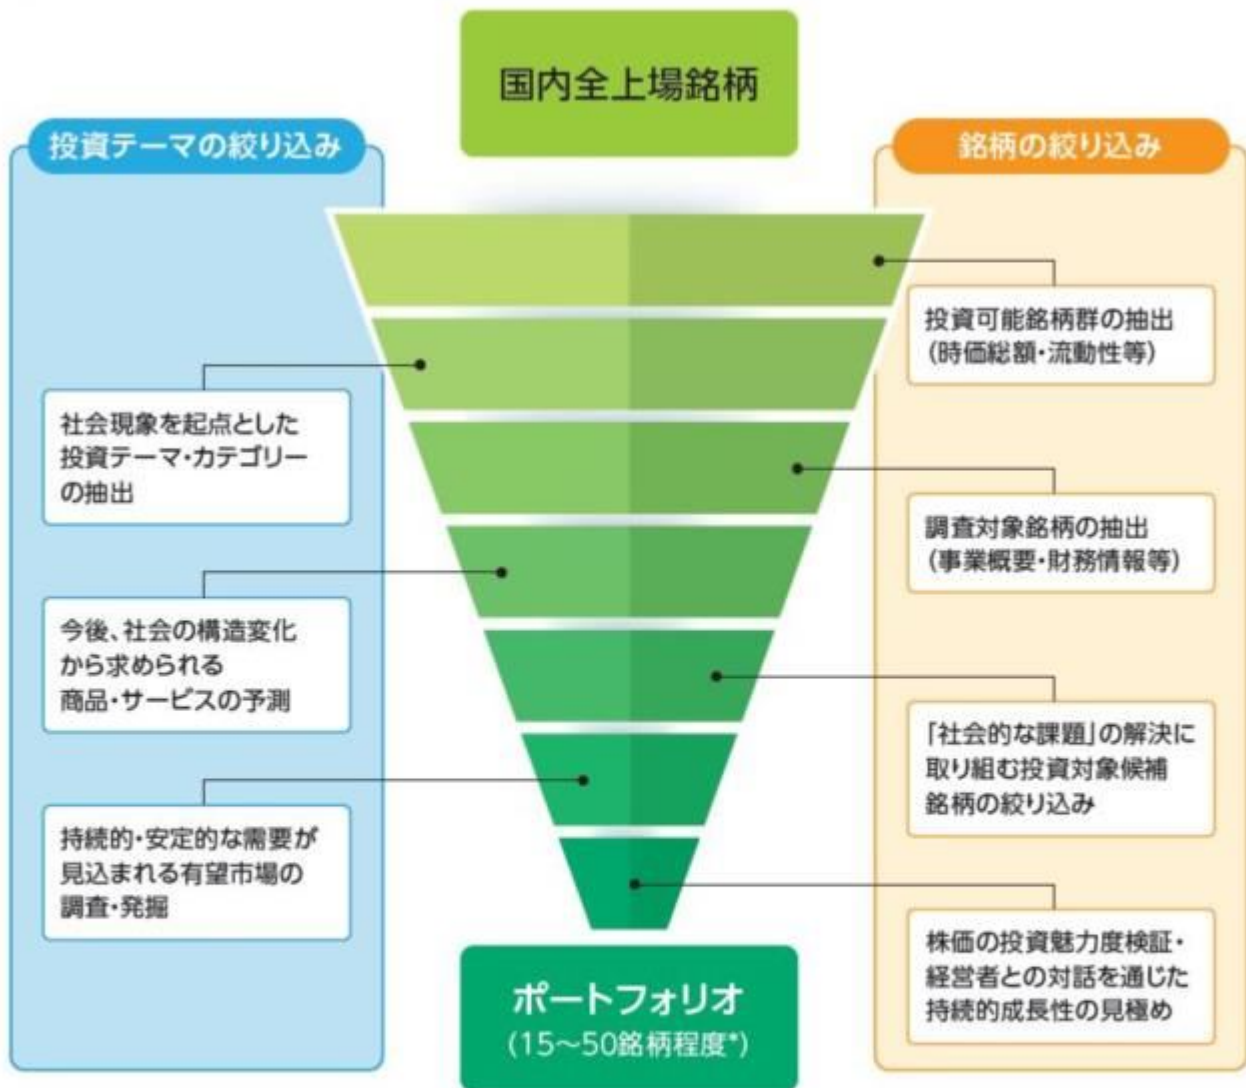 国内全上場銘柄
投資テーマの絞り込み
社会現象を起点とした
投資テーマ・カテゴリー
の抽出
今後、社会の構造変化
から求められる
商品・サービスの予測
持続的・安定的な需要が
見込まれる有望市場の
調査・発掘
銘柄の絞り込み
投資可能銘柄群の抽出
（時価総額・流動性等）
調査対象銘柄の抽出
（事業概要・財務情報等）
「社会的な課題」の解決に
取り組む投資対象候補
銘柄の絞り込み
株価の投資魅力度検証・
経営者との対話を通じた
持続的成長性の見極め
ポートフォリオ
（15～50銘柄程度*）